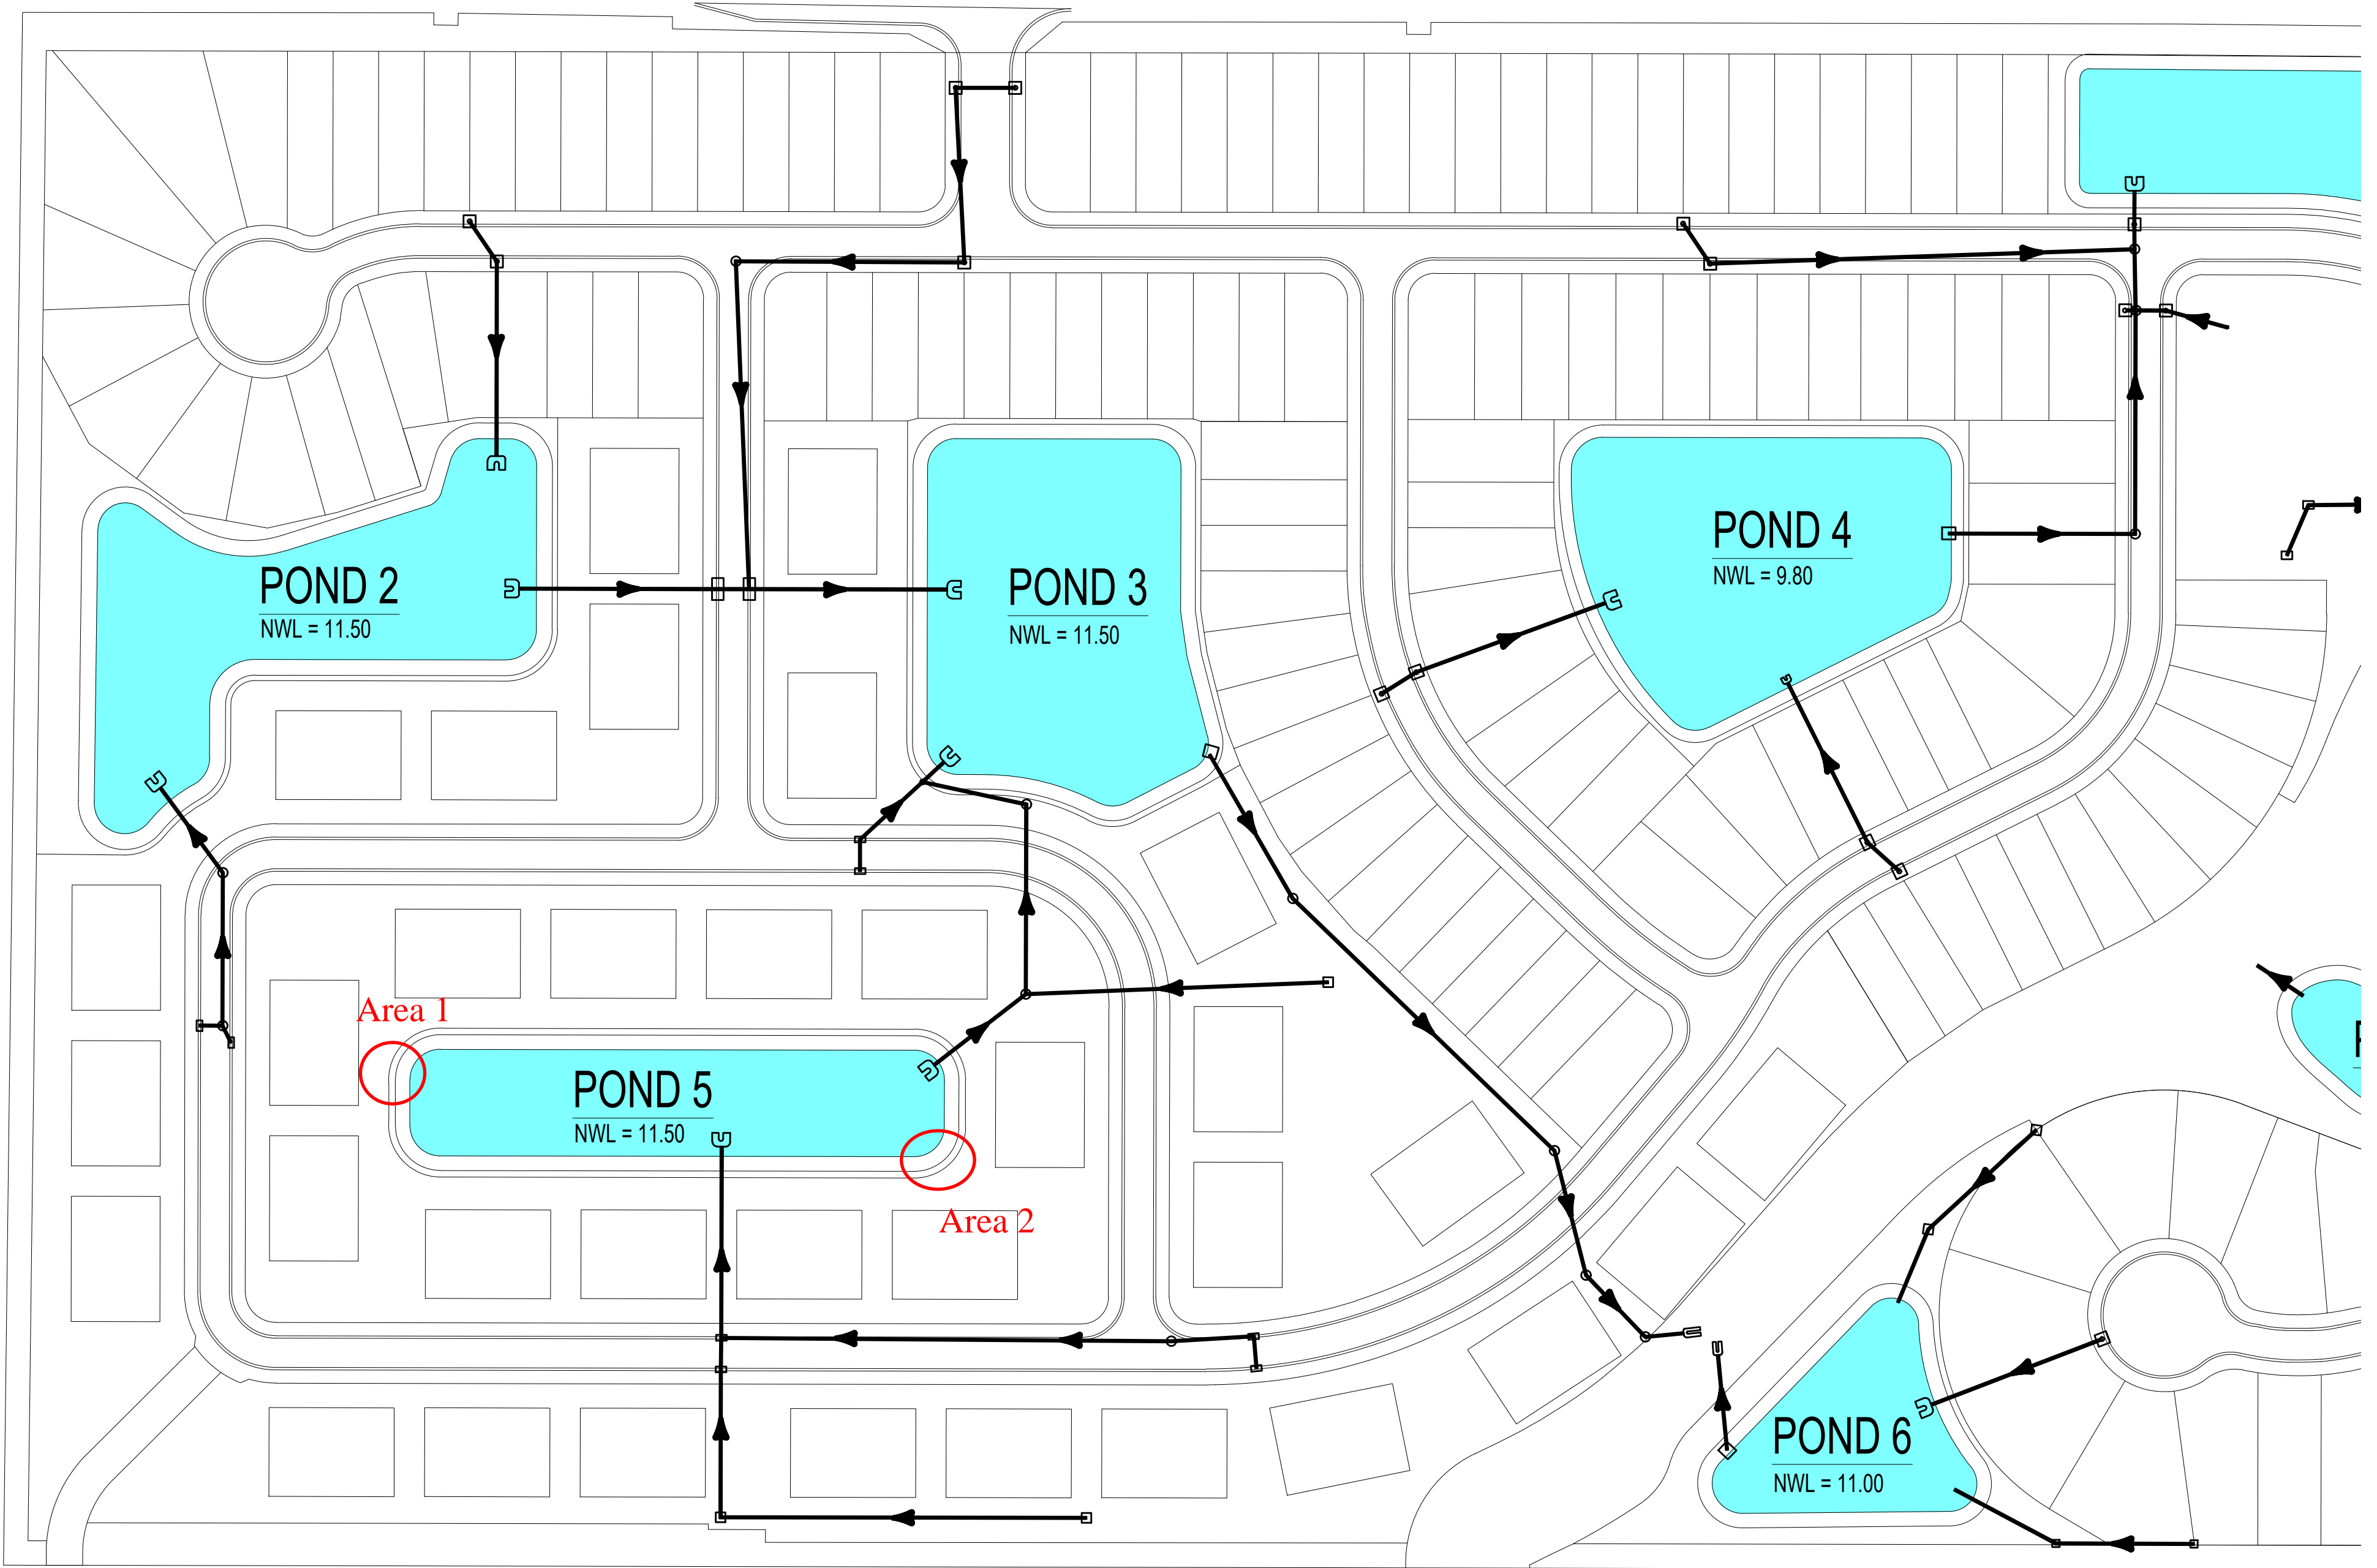 POND 4
NWL = 9.80
POND 2
NWL = 11.50
POND 3
NWL = 11.50
Area 1
POND 5
NWL = 11.50
Area 2
POND 6
NWL = 11.00